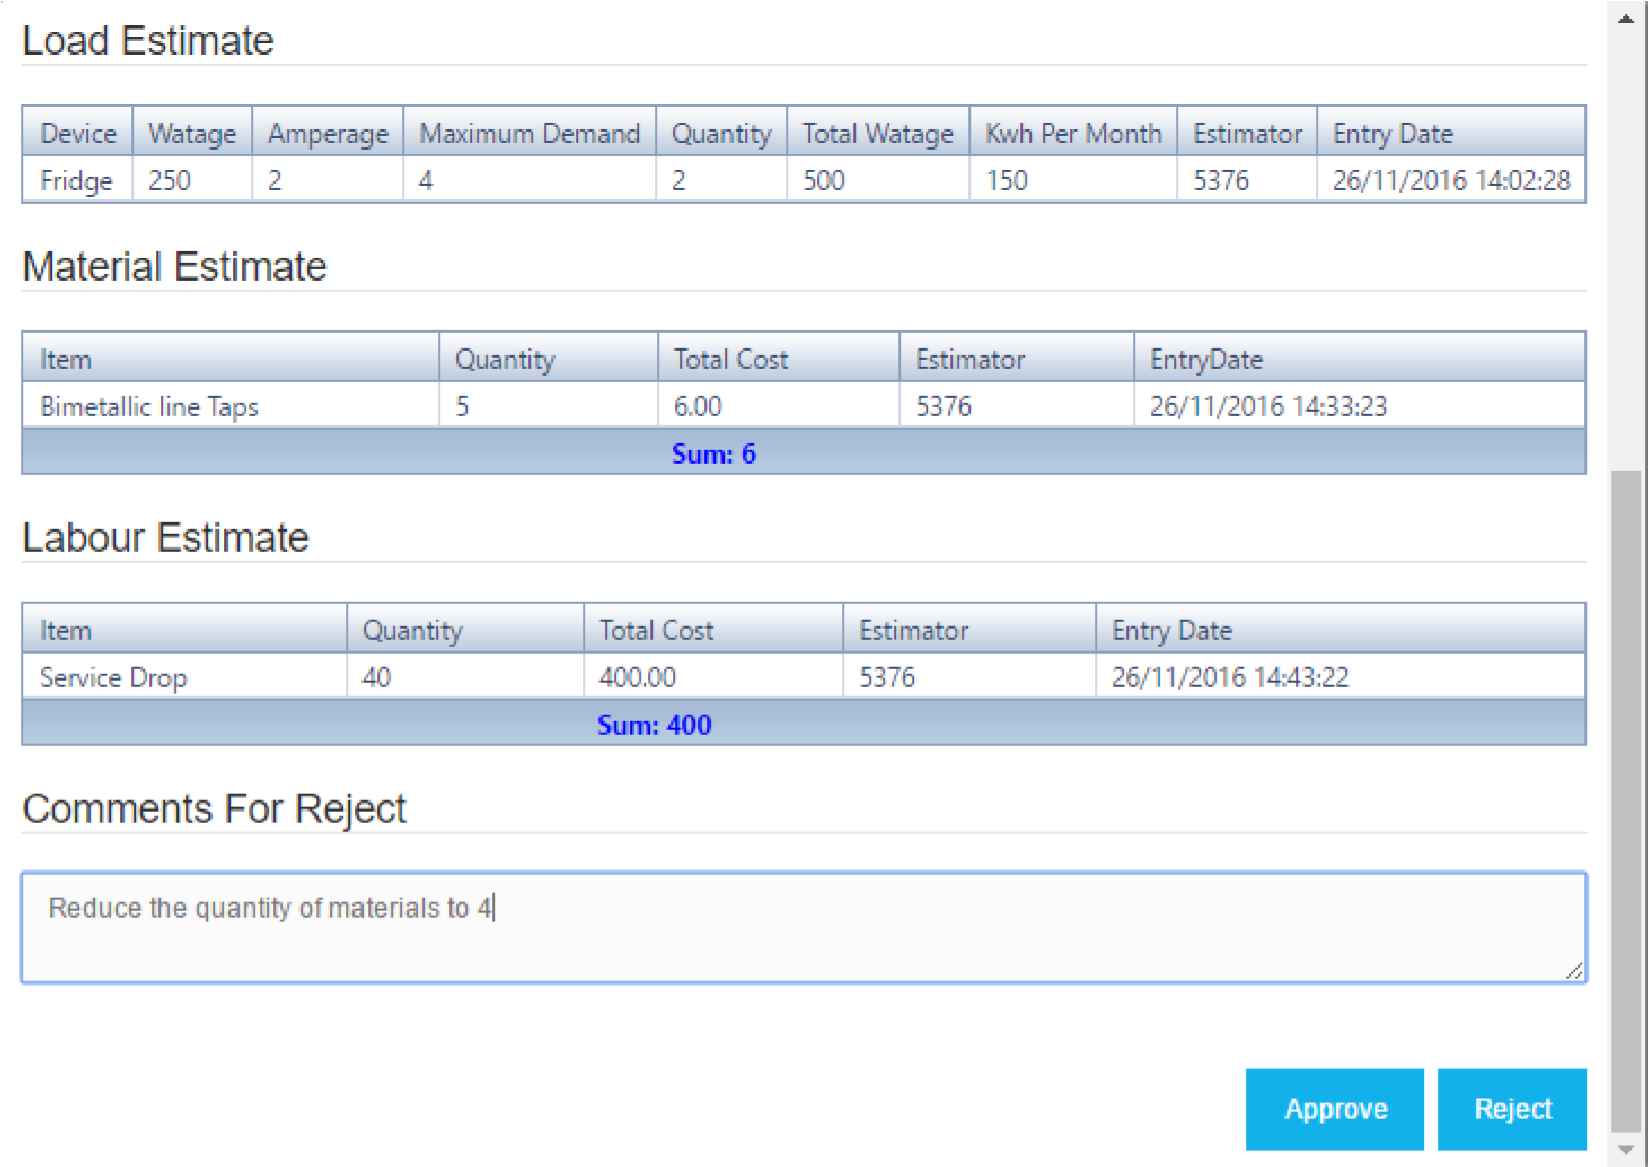 Load Estimate
Device Watage Amperage Maximum Demand Quantity Total Watage Kwh Per Month Estimator Entry Date
Fridge 250 2 4 2 500 150 5376 26/11/2016 14:02:28
Material Estimate
Item Quantity Total Cost Estimator EntryDate
Bimetallic line Taps 5 6.00 5376 26/11/2016 14:33:23
Sum: 6
Labour Estimate
Item Quantity Total Cost Estimator Entry Date
Service Drop 40 400.00 5376 26/11/2016 14:43:22
Sum: 400
Comments For Reject
Reduce the quantity of materials to 4
Approve Reject